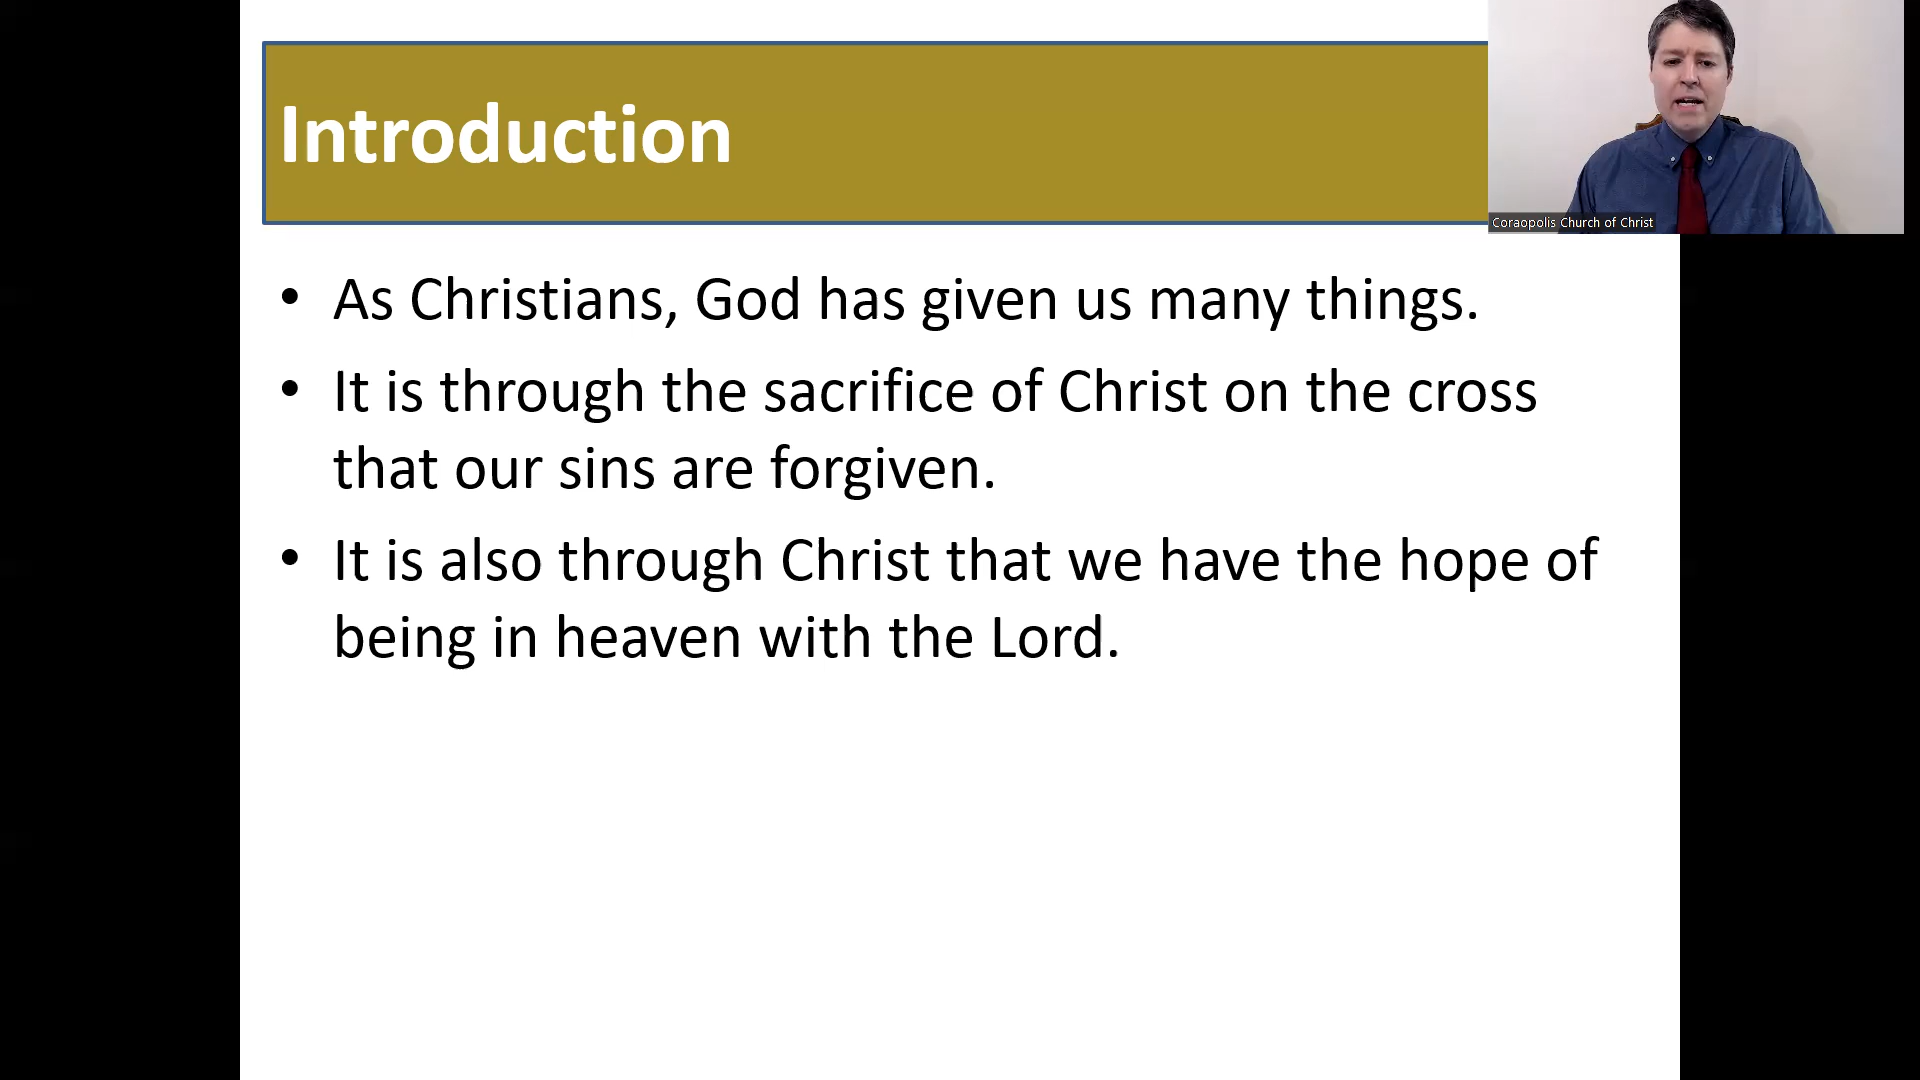 Introduction
Coraopolis Church of Christ
• As Christians, God has given us many things.
• It is through the sacrifice of Christ on the cross
that our sins are forgiven.
• It is also through Christ that we have the hope of
being in heaven with the Lord.